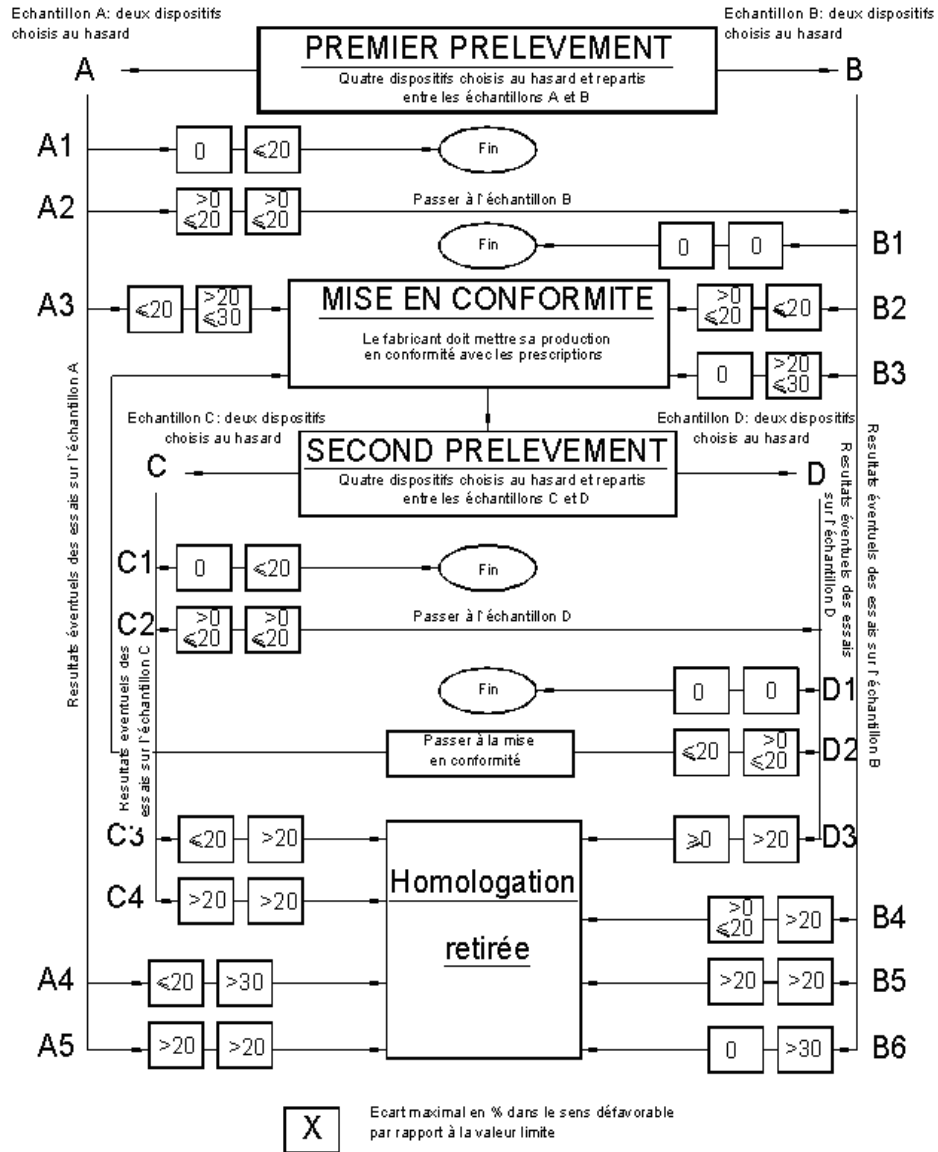 Echantillon A: deux dispositifs
choisis au hasard
Echantillon B: deux dispositifs
choisis au hasard
PREMIER PRELEVEMENT
Quatre dispositifs choisis au hasard et repartis
entre les échantillons A et B
A
B
A1
0
≤20
Fin
A2
>0
≤20
>0
≤20
Passer à l'échantillon B
Fin
0
0
B1
A3
≤20
>20
≤30
MISE EN CONFORMITE
Le fabricant doit mettre sa production
en conformité avec les prescriptions
>0
≤20
≤20
B2
0
>20
≤30
B3
Echantillon C: deux dispositifs
choisis au hasard
Echantillon D: deux dispositifs
choisis au hasard
SECOND PRELEVEMENT
Quatre dispositifs choisis au hasard et repartis
entre les échantillons C et D
C
D
Resultats éventuels des essais sur l'échantillon A
Resultats éventuels des
essais sur l'échantillon C
Resultats éventuels des essais
sur l'échantillon D
Resultats éventuels des essais sur l'échantillon B
C1
0
≤20
Fin
C2
>0
≤20
>0
≤20
Passer à l'échantillon D
Fin
0
0
D1
Passer à la mise
en conformité
≤20
>0
≤20
D2
C3
≤20
>20
Homologation
retirée
≥0
>20
D3
C4
>20
>20
>0
≤20
>20
B4
A4
≤20
>30
>20
>20
B5
A5
>20
>20
0
>30
B6
X
Ecart maximal en % dans le sens défavorable
par rapport à la valeur limite